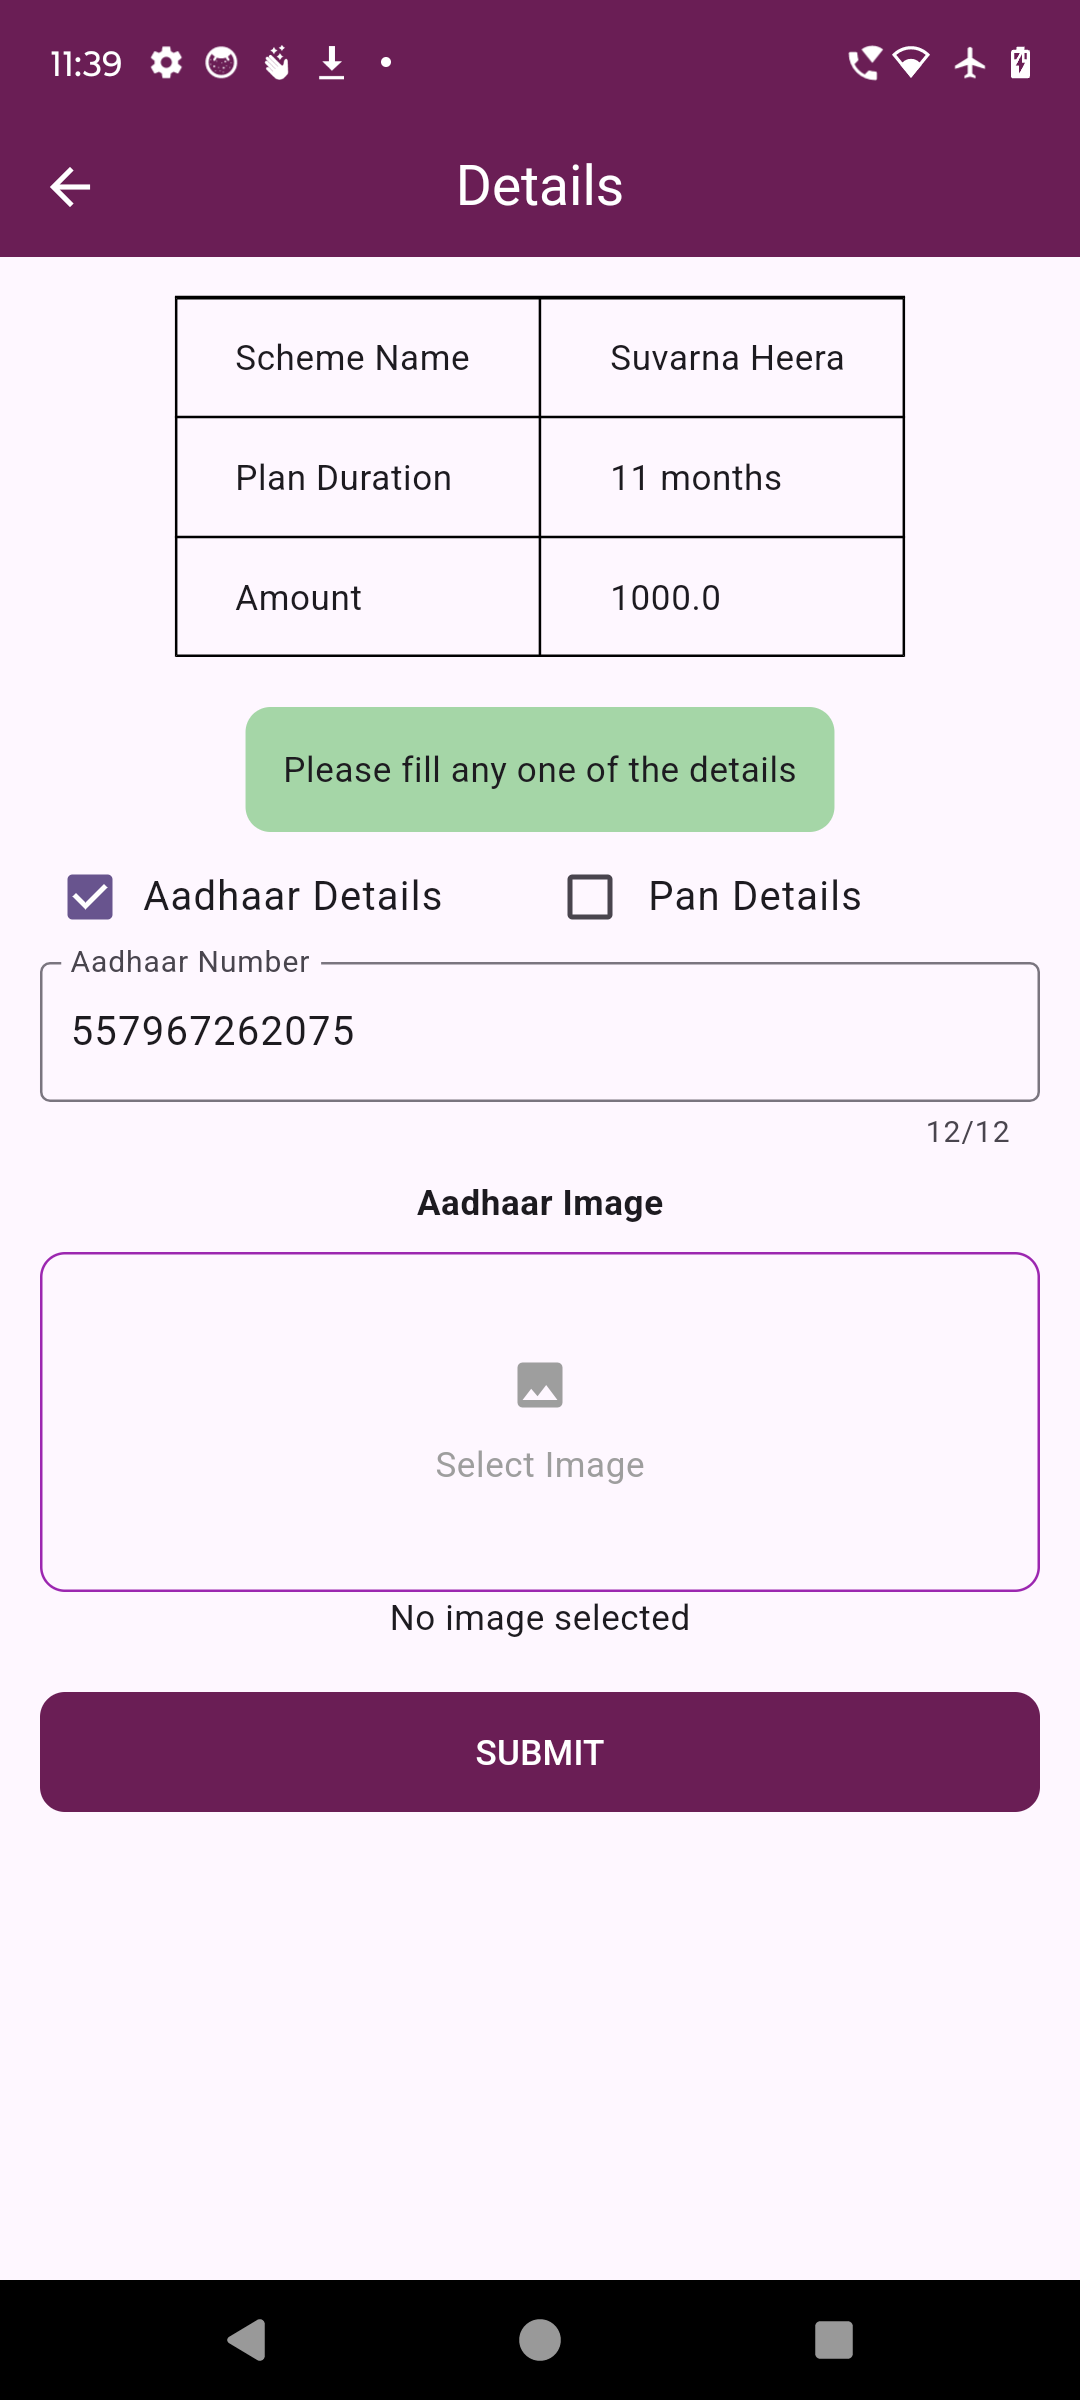 11:39
Details
Scheme Name Suvarna Heera
Plan Duration 11 months
Amount 1000.0
Please fill any one of the details
Aadhaar Details Pan Details
Aadhaar Number
557967262075
12/12
Aadhaar Image
Select Image
No image selected
SUBMIT